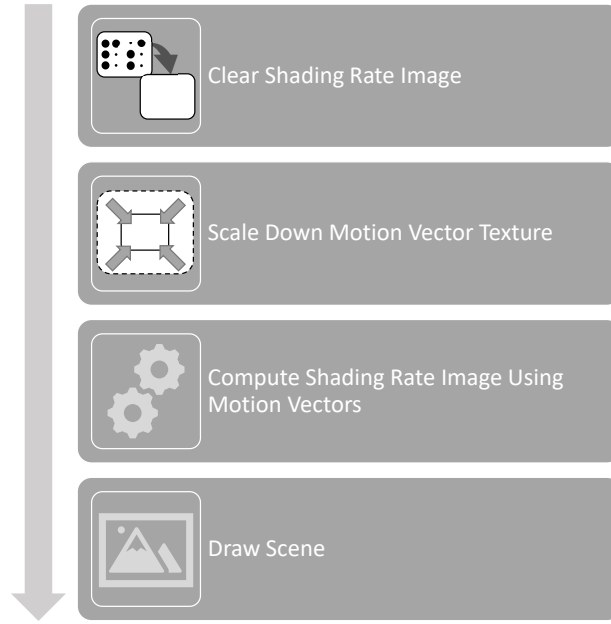 Clear Shading Rate Image
Scale Down Motion Vector Texture
Compute Shading Rate Image Using
Motion Vectors
Draw Scene